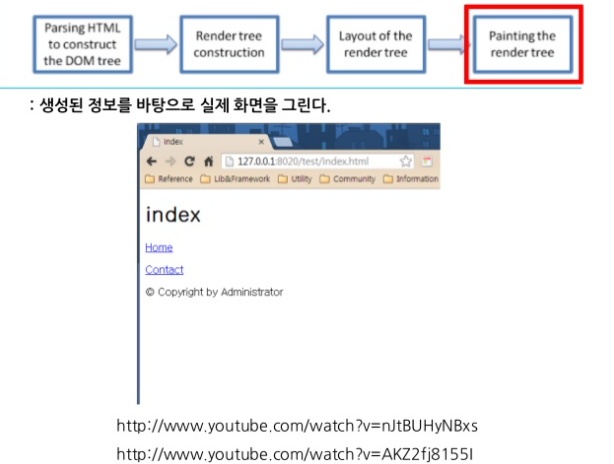 Parsing HTML
to construct
the DOM tree
Render tree
construction
Layout of the
render tree
Painting the
render tree
: 생성된 정보를 바탕으로 실제 화면을 그린다.
index
127.0.0.1:8020/test/index.html
Reference Lib&Framework Utility Community Information
index
Home
Contact
© Copyright by Administrator
http://www.youtube.com/watch?v=nJtBUHyNBxs
http://www.youtube.com/watch?v=AKZ2fj8155I